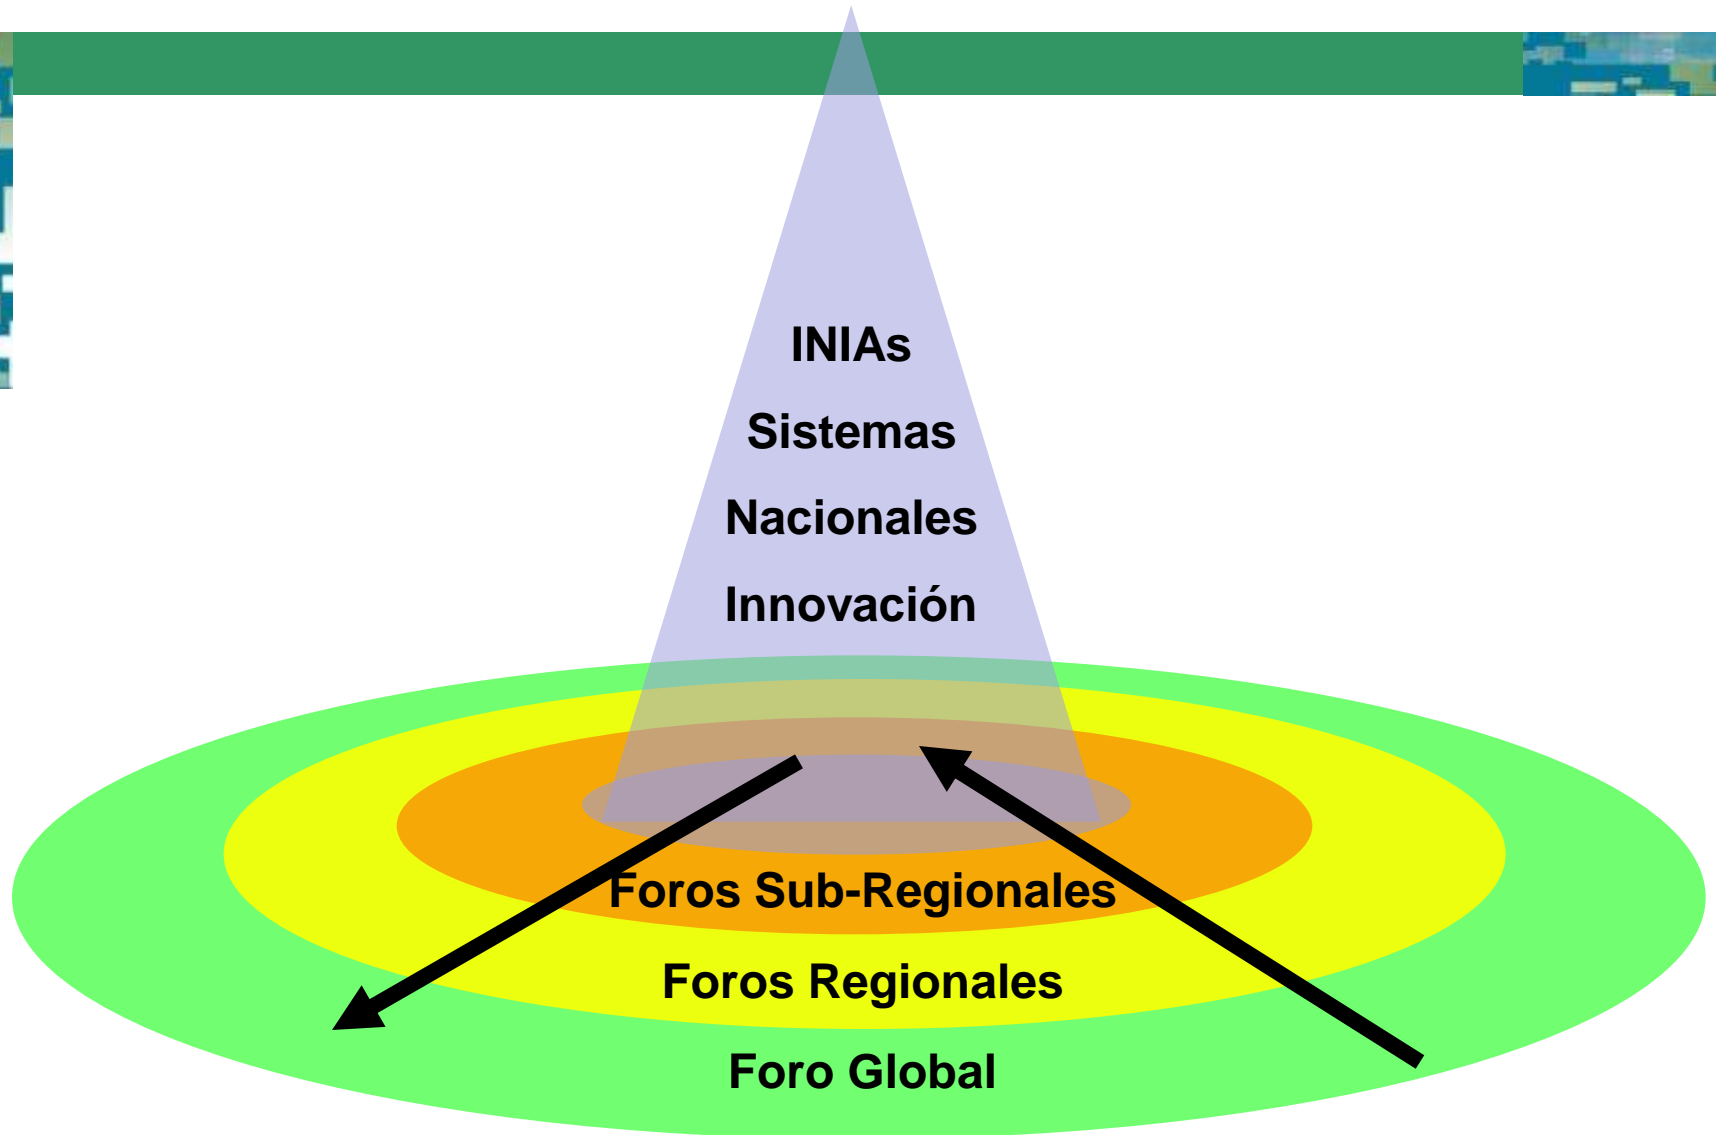 INIAs
Sistemas
Nacionales
Innovación
Foros Sub-Regionales
Foros Regionales
Foro Global